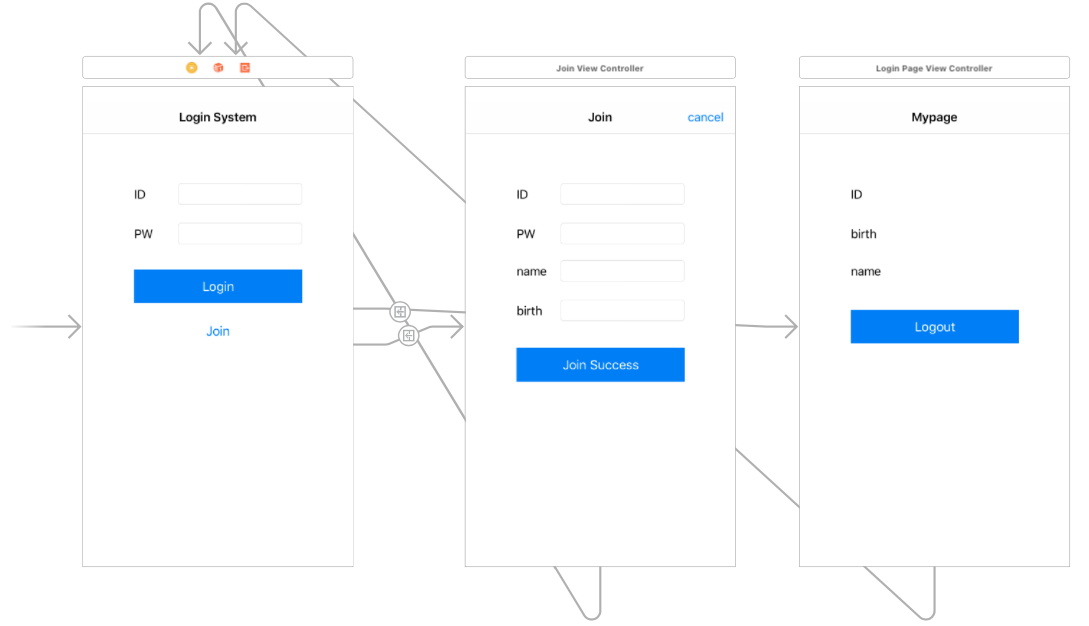 Join View Controller
Login Page View Controller
Login System
ID
PW
Login
Join
Join
cancel
ID
PW
name
birth
Join Success
Mypage
ID
birth
name
Logout